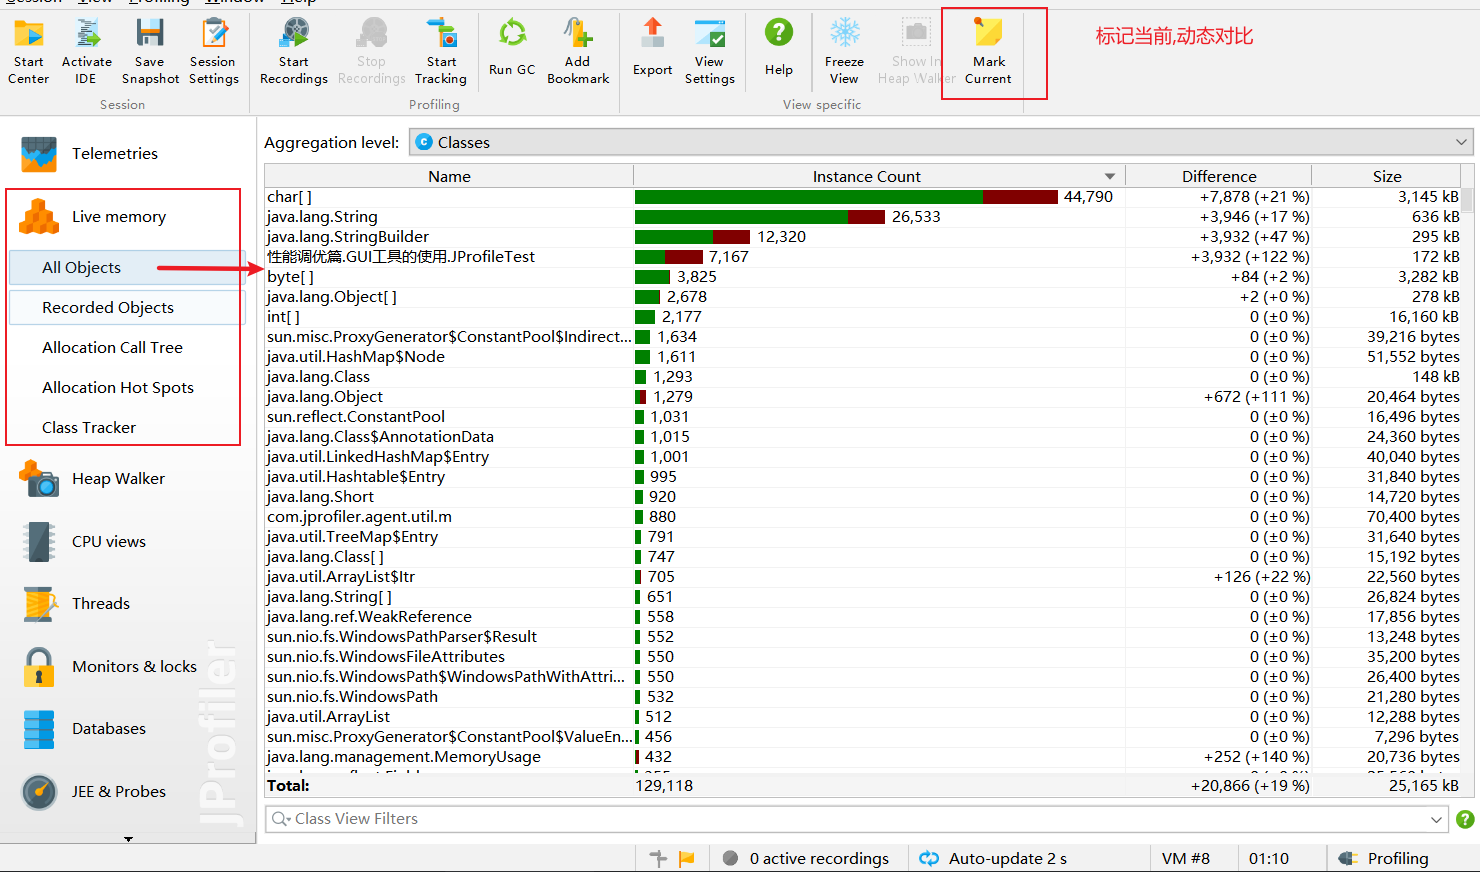 Session View Profiling Window Help
Start Center
Activate IDE
Save Snapshot
Session Settings
Start Recordings
Stop Recordings
Start Tracking
Run GC
Add Bookmark
Export
View Settings
Help
Freeze View
Show In Heap Walker
Mark Current
标记当前,动态对比
Session
Profiling
View specific
Telemetries
Live memory
All Objects
Recorded Objects
Allocation Call Tree
Allocation Hot Spots
Class Tracker
Heap Walker
CPU views
Threads
Monitors & locks
Databases
JEE & Probes
JProfiler
Aggregation level: Classes
Name Instance Count Difference Size
char[ ] 44,790 +7,878 (+21 %) 3,145 kB
java.lang.String 26,533 +3,946 (+17 %) 636 kB
java.lang.StringBuilder 12,320 +3,932 (+47 %) 295 kB
性能调优篇.GUI工具的使用.JProfileTest 7,167 +3,932 (+122 %) 172 kB
byte[ ] 3,825 +84 (+2 %) 3,282 kB
java.lang.Object[ ] 2,678 +2 (+0 %) 278 kB
int[ ] 2,177 0 (±0 %) 16,160 kB
sun.misc.ProxyGenerator$ConstantPool$Indirect... 1,634 0 (±0 %) 39,216 bytes
java.util.HashMap$Node 1,611 0 (±0 %) 51,552 bytes
java.lang.Class 1,293 0 (±0 %) 148 kB
java.lang.Object 1,279 +672 (+111 %) 20,464 bytes
sun.reflect.ConstantPool 1,031 0 (±0 %) 16,496 bytes
java.lang.Class$AnnotationData 1,015 0 (±0 %) 24,360 bytes
java.util.LinkedHashMap$Entry 1,001 0 (±0 %) 40,040 bytes
java.util.Hashtable$Entry 995 0 (±0 %) 31,840 bytes
java.lang.Short 920 0 (±0 %) 14,720 bytes
com.jprofiler.agent.util.m 880 0 (±0 %) 70,400 bytes
java.util.TreeMap$Entry 791 0 (±0 %) 31,640 bytes
java.lang.Class[ ] 747 0 (±0 %) 15,192 bytes
java.util.ArrayList$Itr 705 +126 (+22 %) 22,560 bytes
java.lang.String[ ] 651 0 (±0 %) 26,824 bytes
java.lang.ref.WeakReference 558 0 (±0 %) 17,856 bytes
sun.nio.fs.WindowsPathParser$Result 552 0 (±0 %) 13,248 bytes
sun.nio.fs.WindowsFileAttributes 550 0 (±0 %) 35,200 bytes
sun.nio.fs.WindowsPath$WindowsPathWithAttri... 550 0 (±0 %) 26,400 bytes
sun.nio.fs.WindowsPath 532 0 (±0 %) 21,280 bytes
java.util.ArrayList 512 0 (±0 %) 12,288 bytes
sun.misc.ProxyGenerator$ConstantPool$ValueEn... 456 0 (±0 %) 7,296 bytes
java.lang.management.MemoryUsage 432 +252 (+140 %) 20,736 bytes
Total: 129,118 +20,866 (+19 %) 25,165 kB
Class View Filters
0 active recordings
Auto-update 2 s
VM #8
01:10
Profiling